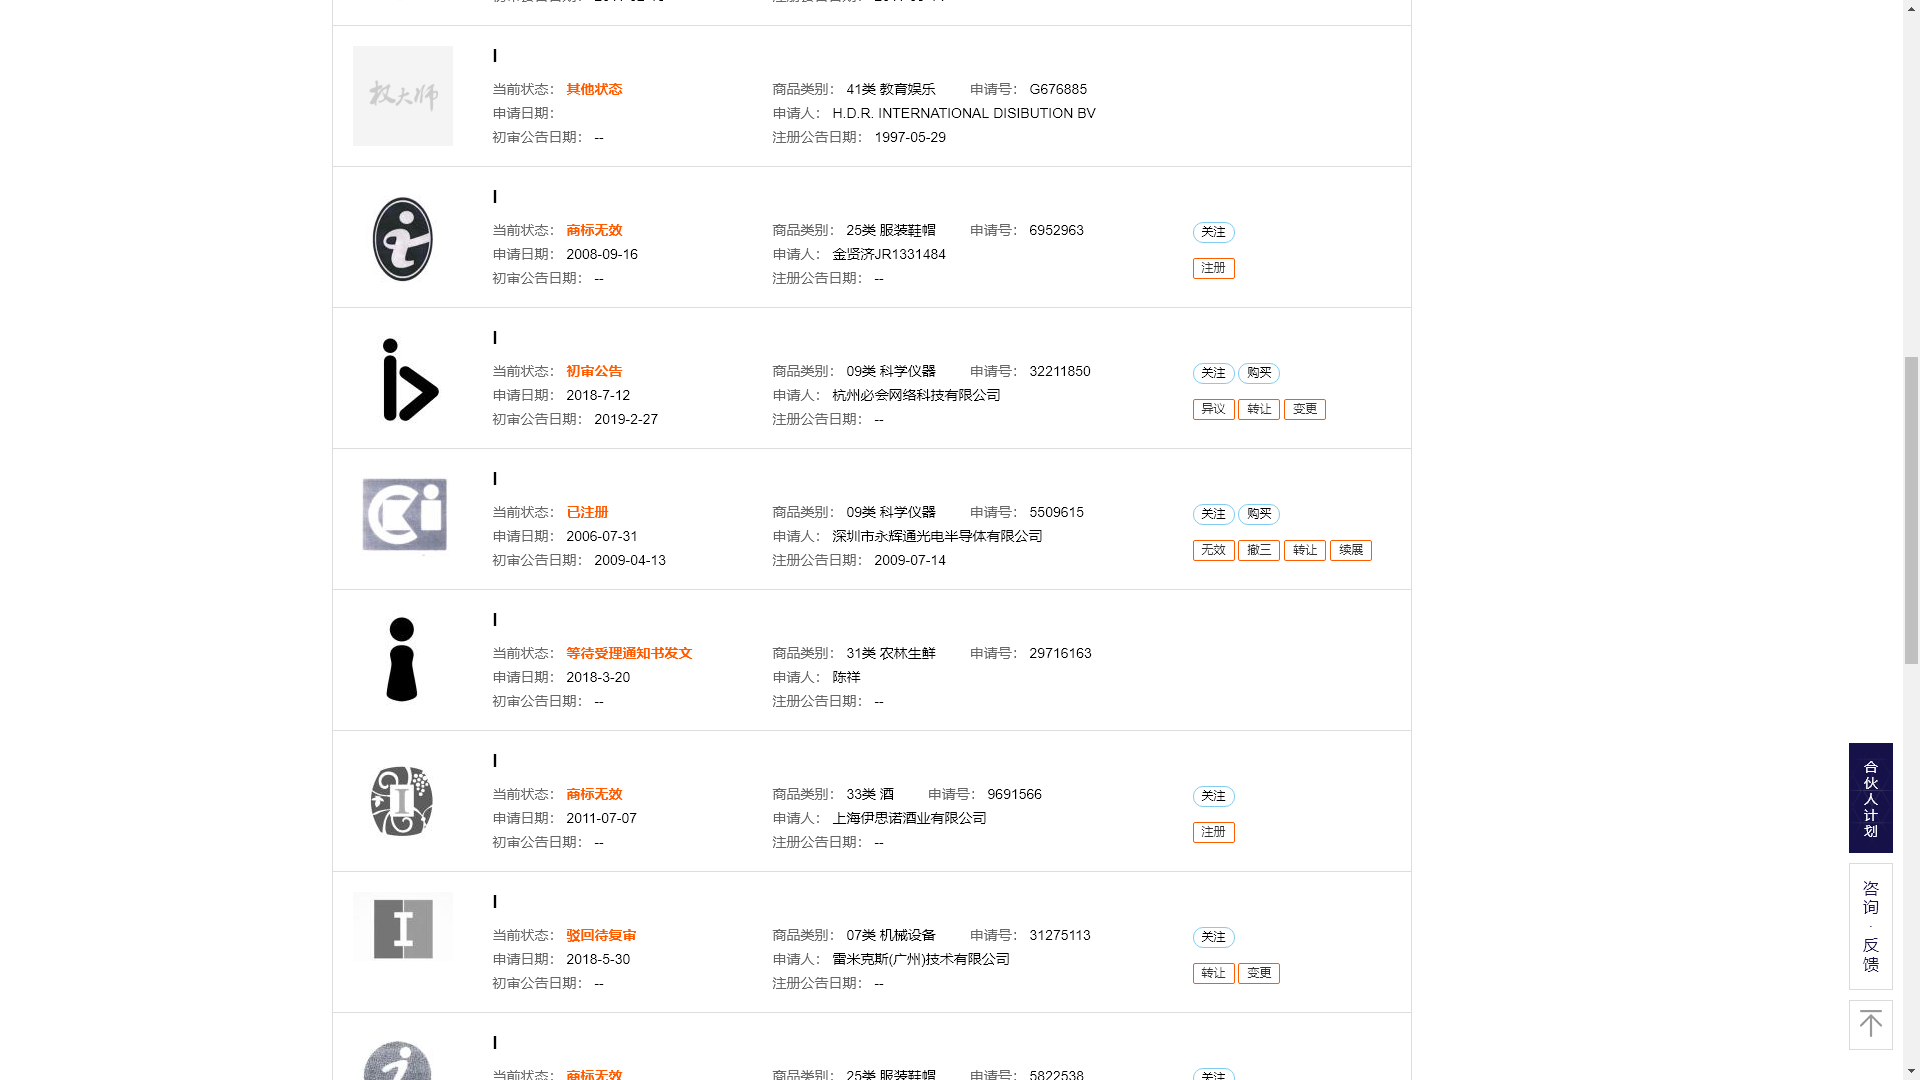 I
权大师
当前状态： 其他状态 商品类别： 41类 教育娱乐 申请号： G676885
申请日期： 申请人： H.D.R. INTERNATIONAL DISIBUTION BV
初审公告日期： -- 注册公告日期： 1997-05-29
I
当前状态： 商标无效 商品类别： 25类 服装鞋帽 申请号： 6952963 关注
申请日期： 2008-09-16 申请人： 金贤济JR1331484
初审公告日期： -- 注册公告日期： -- 注册
I
当前状态： 初审公告 商品类别： 09类 科学仪器 申请号： 32211850 关注 购买
申请日期： 2018-7-12 申请人： 杭州必会网络科技有限公司
初审公告日期： 2019-2-27 注册公告日期： -- 异议 转让 变更
I
当前状态： 已注册 商品类别： 09类 科学仪器 申请号： 5509615 关注 购买
申请日期： 2006-07-31 申请人： 深圳市永辉通光电半导体有限公司
初审公告日期： 2009-04-13 注册公告日期： 2009-07-14 无效 撤三 转让 续展
I
当前状态： 等待受理通知书发文 商品类别： 31类 农林生鲜 申请号： 29716163
申请日期： 2018-3-20 申请人： 陈祥
初审公告日期： -- 注册公告日期： --
I
当前状态： 商标无效 商品类别： 33类 酒 申请号： 9691566 关注
I
申请日期： 2011-07-07 申请人： 上海伊思诺酒业有限公司
初审公告日期： -- 注册公告日期： -- 注册
I
当前状态： 驳回待复审 商品类别： 07类 机械设备 申请号： 31275113 关注
I
申请日期： 2018-5-30 申请人： 雷米克斯(广州)技术有限公司
初审公告日期： -- 注册公告日期： -- 转让 变更
I
当前状态： 商标无效 商品类别： 25类 服装鞋帽 申请号： 5822538 关注
合伙人计划
咨询·反馈